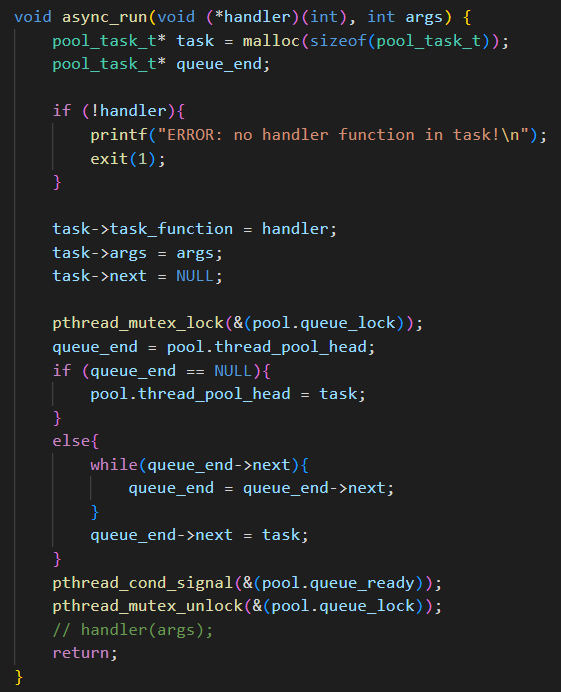 void async_run(void (*handler)(int), int args) {
    pool_task_t* task = malloc(sizeof(pool_task_t));
    pool_task_t* queue_end;

    if (!handler){
        printf("ERROR: no handler function in task!\n");
        exit(1);
    }

    task->task_function = handler;
    task->args = args;
    task->next = NULL;

    pthread_mutex_lock(&(pool.queue_lock));
    queue_end = pool.thread_pool_head;
    if (queue_end == NULL){
        pool.thread_pool_head = task;
    }
    else{
        while(queue_end->next){
            queue_end = queue_end->next;
        }
        queue_end->next = task;
    }
    pthread_cond_signal(&(pool.queue_ready));
    pthread_mutex_unlock(&(pool.queue_lock));
    // handler(args);
    return;
}